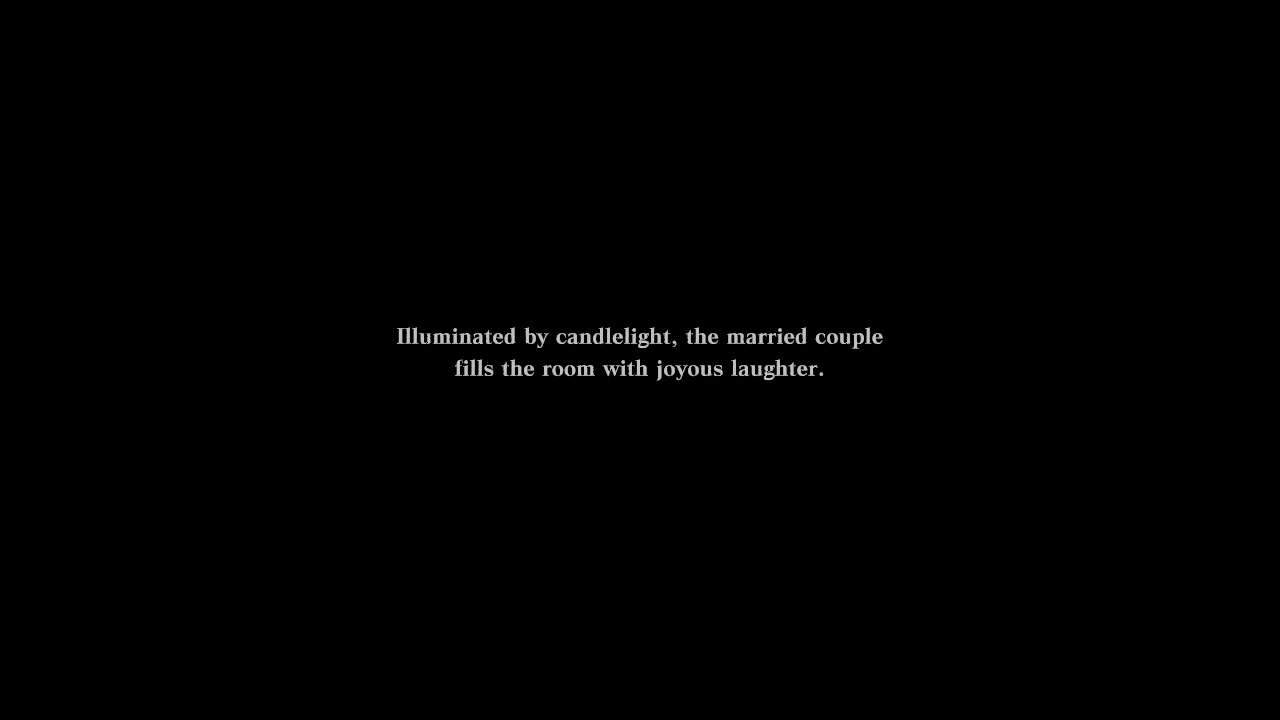 Illuminated by candlelight, the married couple
fills the room with joyous laughter.